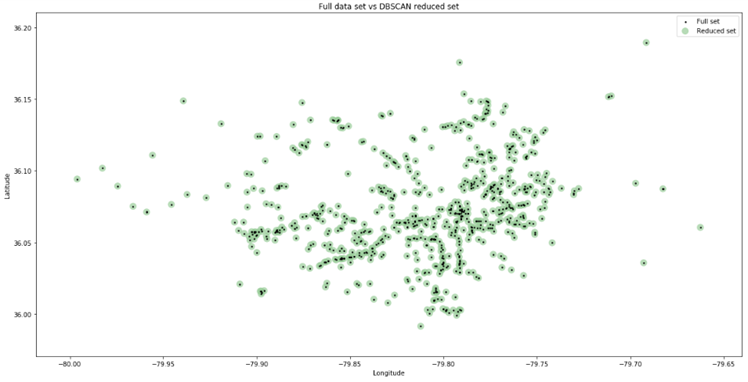 Full data set vs DBSCAN reduced set
Full set
Reduced set
36.20
36.15
36.10
36.05
36.00
Latitude
−80.00 −79.95 −79.90 −79.85 −79.80 −79.75 −79.70 −79.65
Longitude